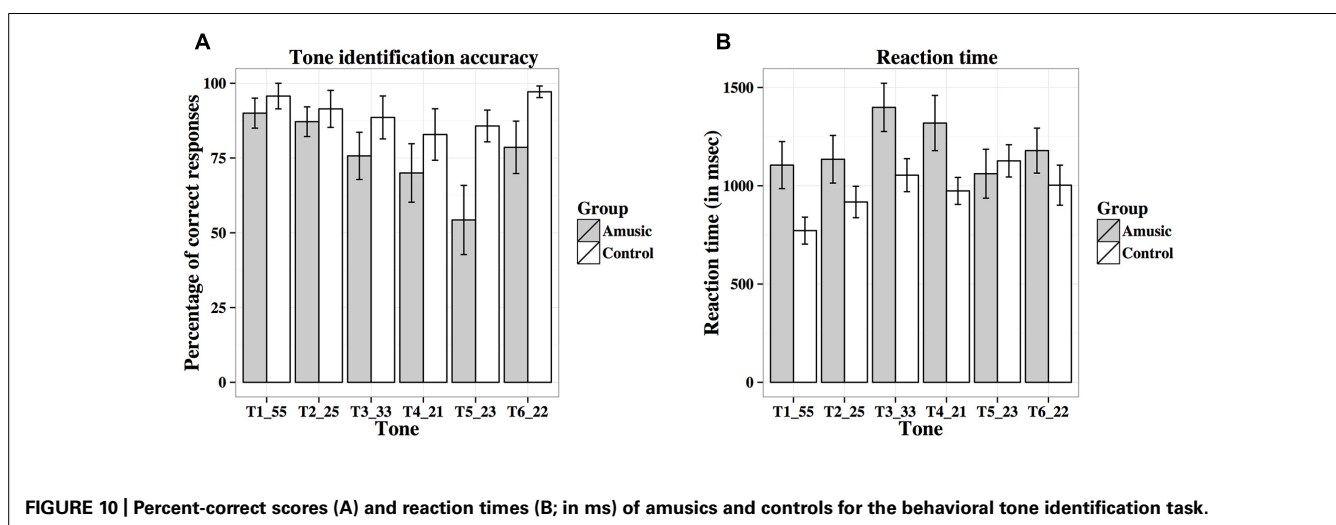 A
Tone identification accuracy
Percentage of correct responses
100
75
50
25
0
T1_55 T2_25 T3_33 T4_21 T5_23 T6_22
Tone
Group
Amusic
Control
B
Reaction time
Reaction time (in msec)
1500
1000
500
0
T1_55 T2_25 T3_33 T4_21 T5_23 T6_22
Tone
Group
Amusic
Control
FIGURE 10 | Percent-correct scores (A) and reaction times (B; in ms) of amusics and controls for the behavioral tone identification task.